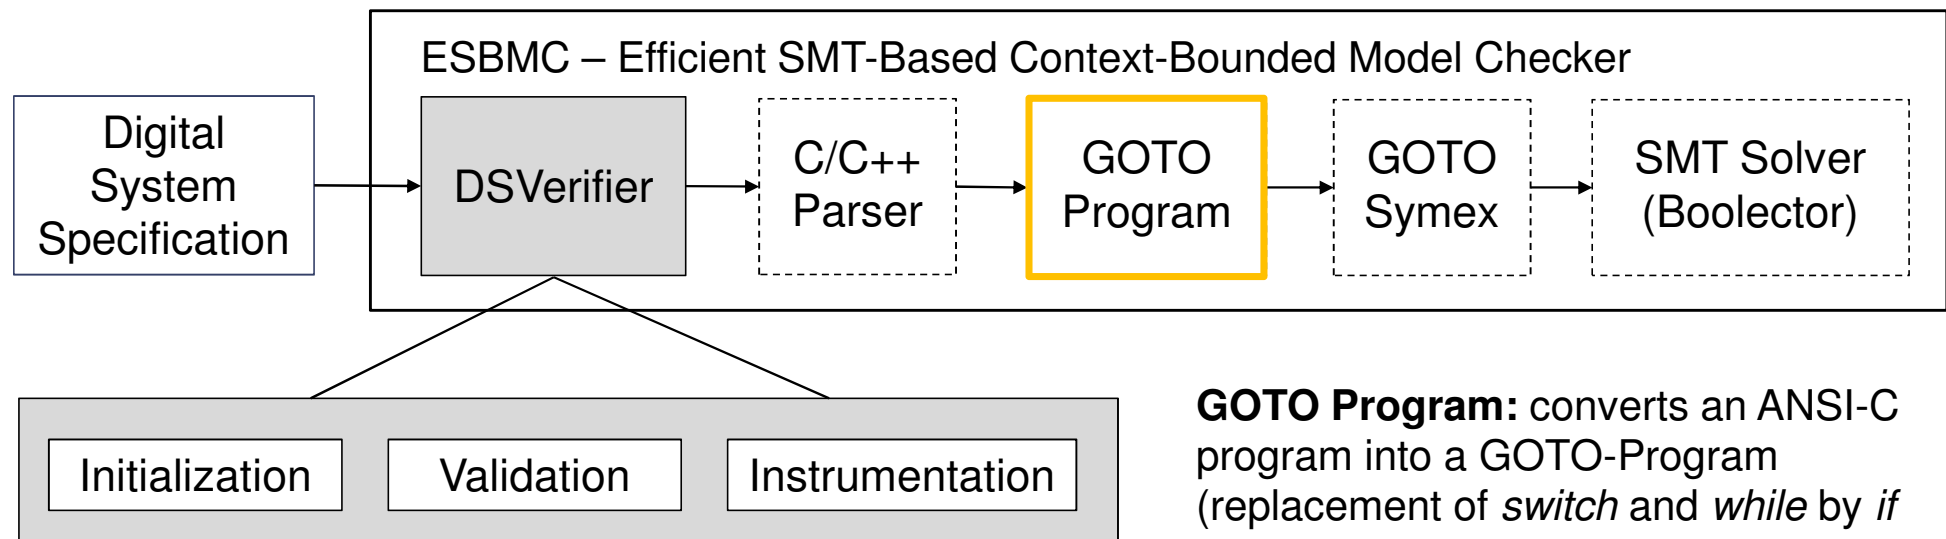 ESBMC – Efficient SMT-Based Context-Bounded Model Checker
Digital
System
Specification
DSVerifier
C/C++
Parser
GOTO
Program
GOTO
Symex
SMT Solver
(Boolector)
Initialization
Validation
Instrumentation
GOTO Program: converts an ANSI-C
program into a GOTO-Program
(replacement of switch and while by if